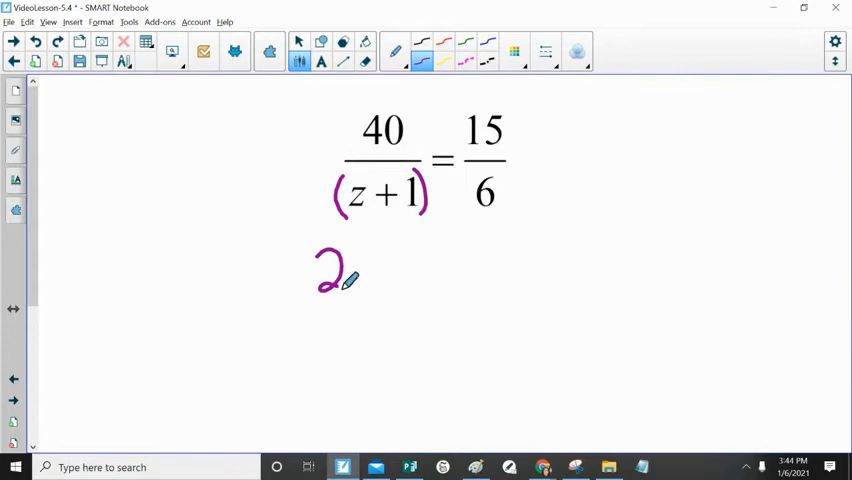 VideoLesson-5.4 * - SMART Notebook
File Edit View Insert Format Tools Add-ons Account Help
40
(z + 1)
=
15
6
2
Type here to search
3:44 PM
1/6/2021